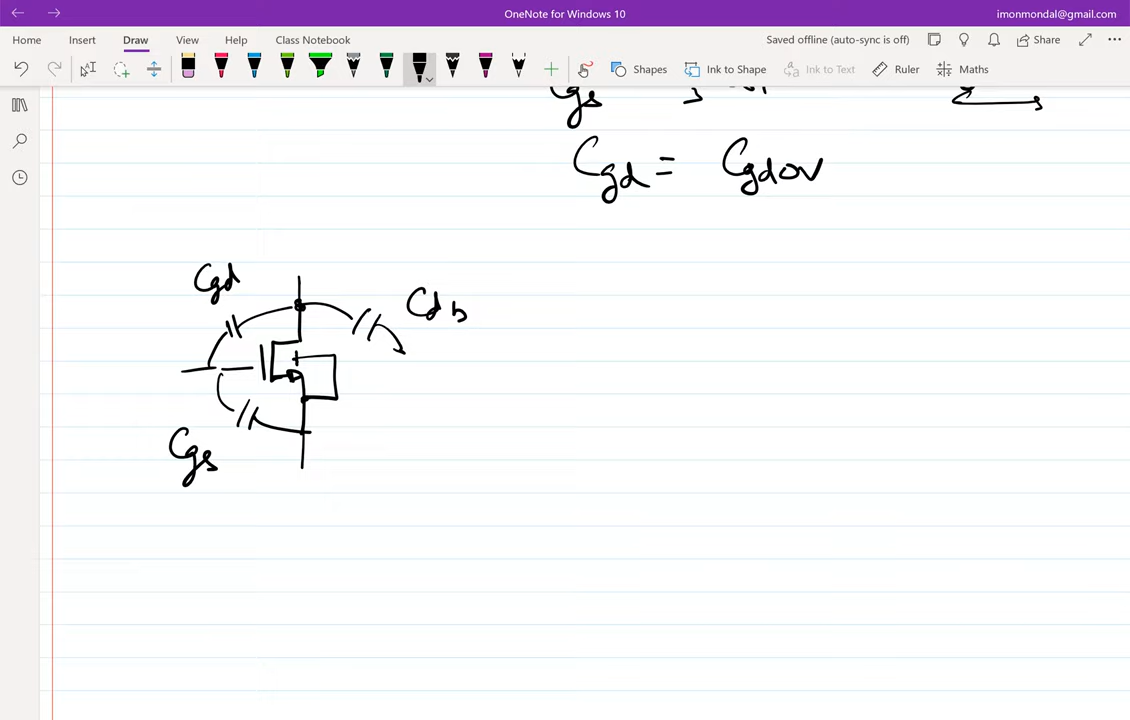 OneNote for Windows 10
imonmondal@gmail.com
Home Insert Draw View Help Class Notebook
Saved offline (auto-sync is off)
Share
Shapes Ink to Shape Ink to Text Ruler Maths
Cgs
Cgd = Cgdov
Cgd
Cdb
Cgs